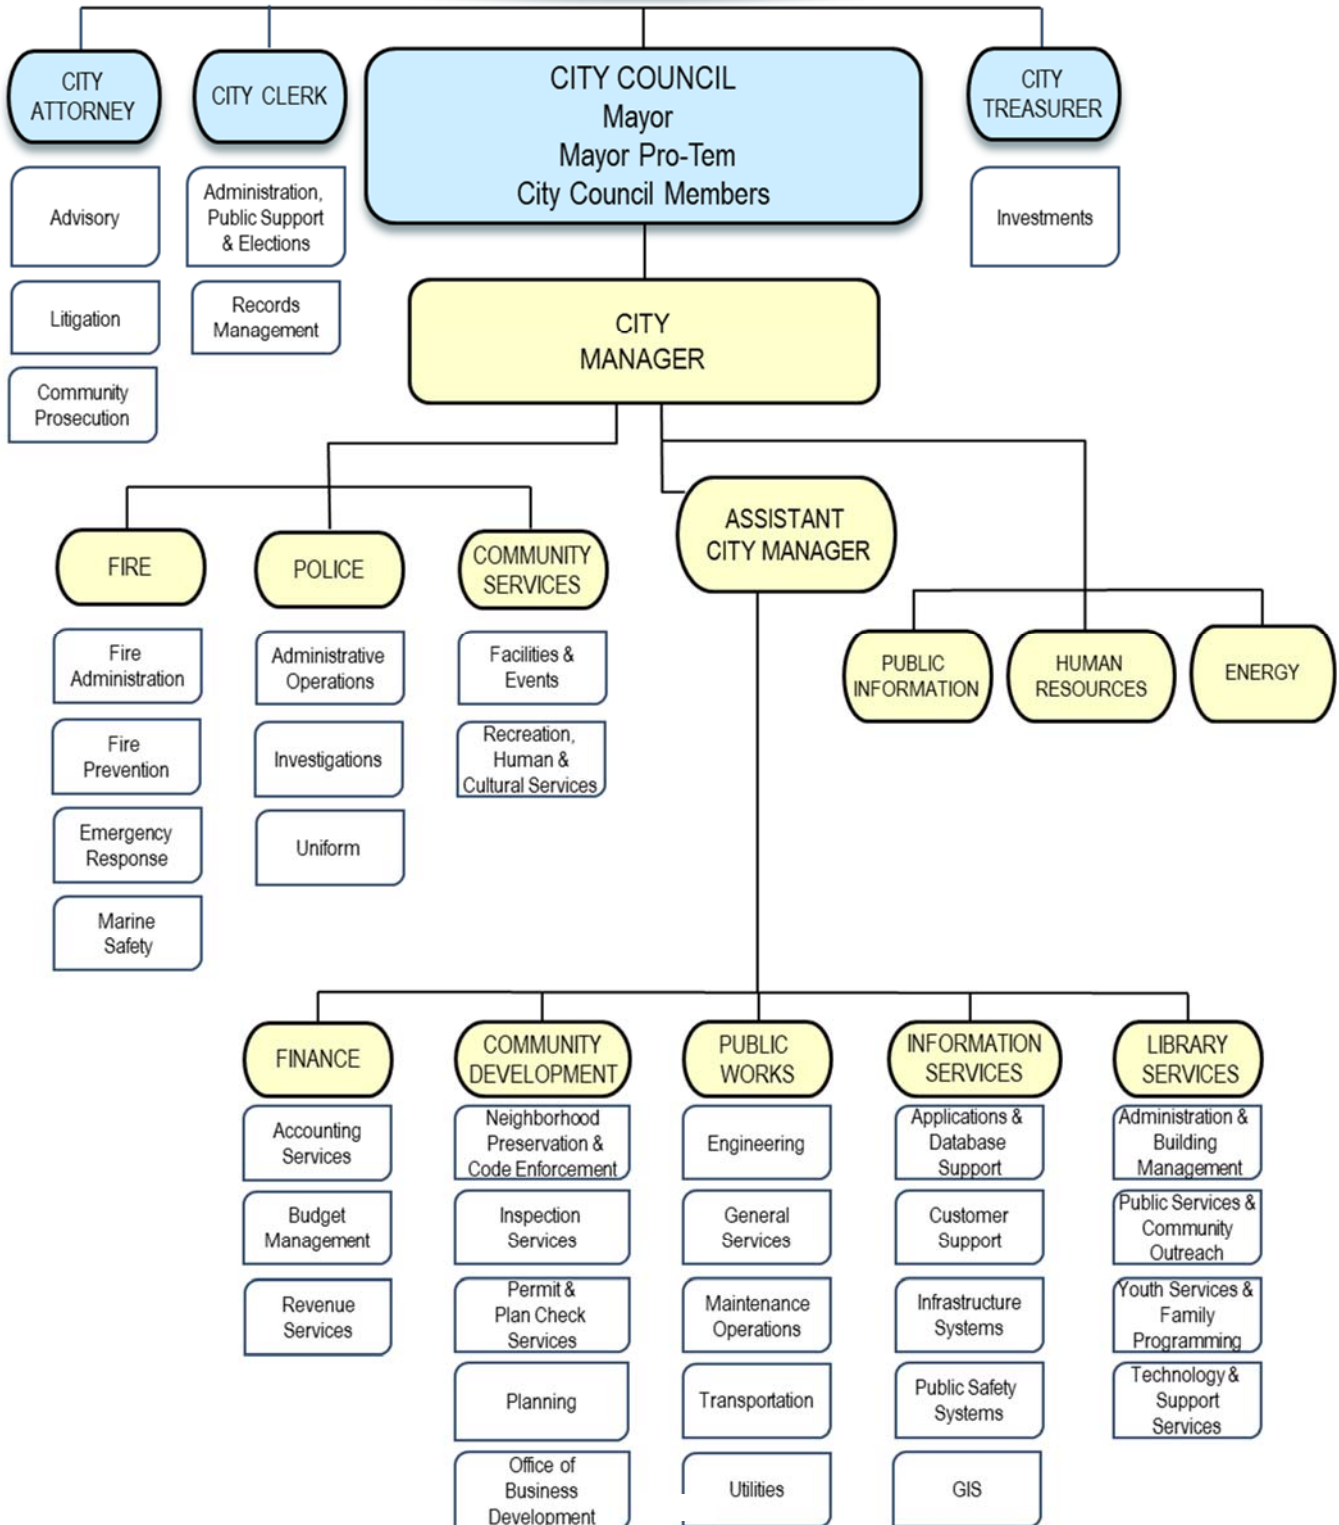 CITY
ATTORNEY
CITY CLERK
CITY COUNCIL
Mayor
Mayor Pro-Tem
City Council Members
CITY
TREASURER
Advisory
Litigation
Community
Prosecution
Administration,
Public Support
& Elections
Records
Management
Investments
CITY
MANAGER
ASSISTANT
CITY MANAGER
FIRE
Fire
Administration
Fire
Prevention
Emergency
Response
Marine
Safety
POLICE
Administrative
Operations
Investigations
Uniform
COMMUNITY
SERVICES
Facilities &
Events
Recreation,
Human &
Cultural Services
PUBLIC
INFORMATION
HUMAN
RESOURCES
ENERGY
FINANCE
Accounting
Services
Budget
Management
Revenue
Services
COMMUNITY
DEVELOPMENT
Neighborhood
Preservation &
Code Enforcement
Inspection
Services
Permit &
Plan Check
Services
Planning
Office of
Business
Development
PUBLIC
WORKS
Engineering
General
Services
Maintenance
Operations
Transportation
Utilities
INFORMATION
SERVICES
Applications &
Database
Support
Customer
Support
Infrastructure
Systems
Public Safety
Systems
GIS
LIBRARY
SERVICES
Administration &
Building
Management
Public Services &
Community
Outreach
Youth Services &
Family
Programming
Technology &
Support
Services